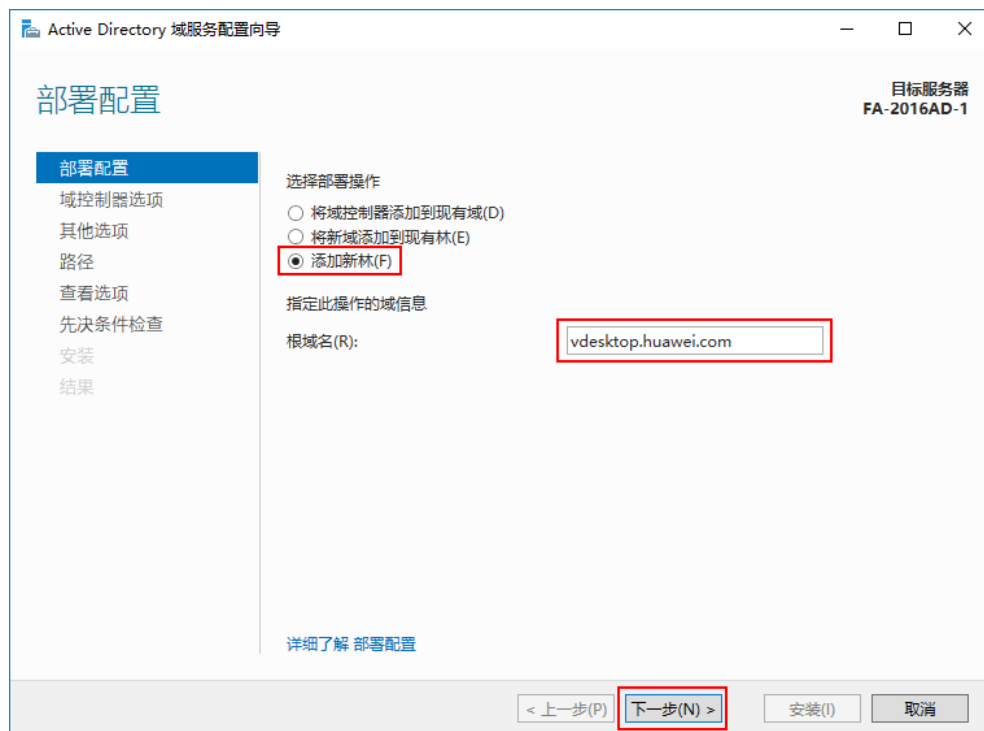 Active Directory 域服务配置向导
部署配置
目标服务器
FA-2016AD-1
部署配置
域控制器选项
其他选项
路径
查看选项
先决条件检查
安装
结果
选择部署操作
将域控制器添加到现有域(D)
将新域添加到现有林(E)
添加新林(F)
指定此操作的域信息
根域名(R):
vdesktop.huawei.com
详细了解 部署配置
< 上一步(P)
下一步(N) >
安装(I)
取消